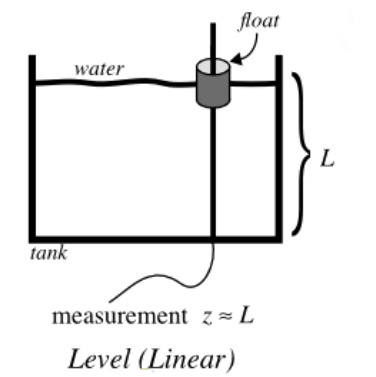 float
water
L
tank
measurement z ≈ L
Level (Linear)